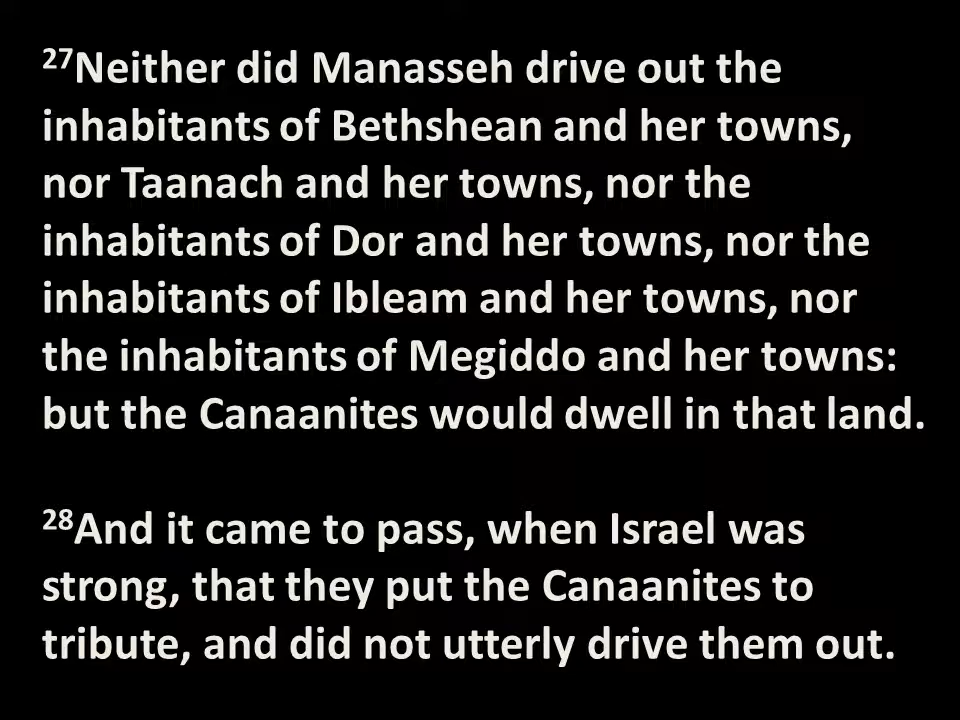 27Neither did Manasseh drive out the
inhabitants of Bethshean and her towns,
nor Taanach and her towns, nor the
inhabitants of Dor and her towns, nor the
inhabitants of Ibleam and her towns, nor
the inhabitants of Megiddo and her towns:
but the Canaanites would dwell in that land.
28And it came to pass, when Israel was
strong, that they put the Canaanites to
tribute, and did not utterly drive them out.